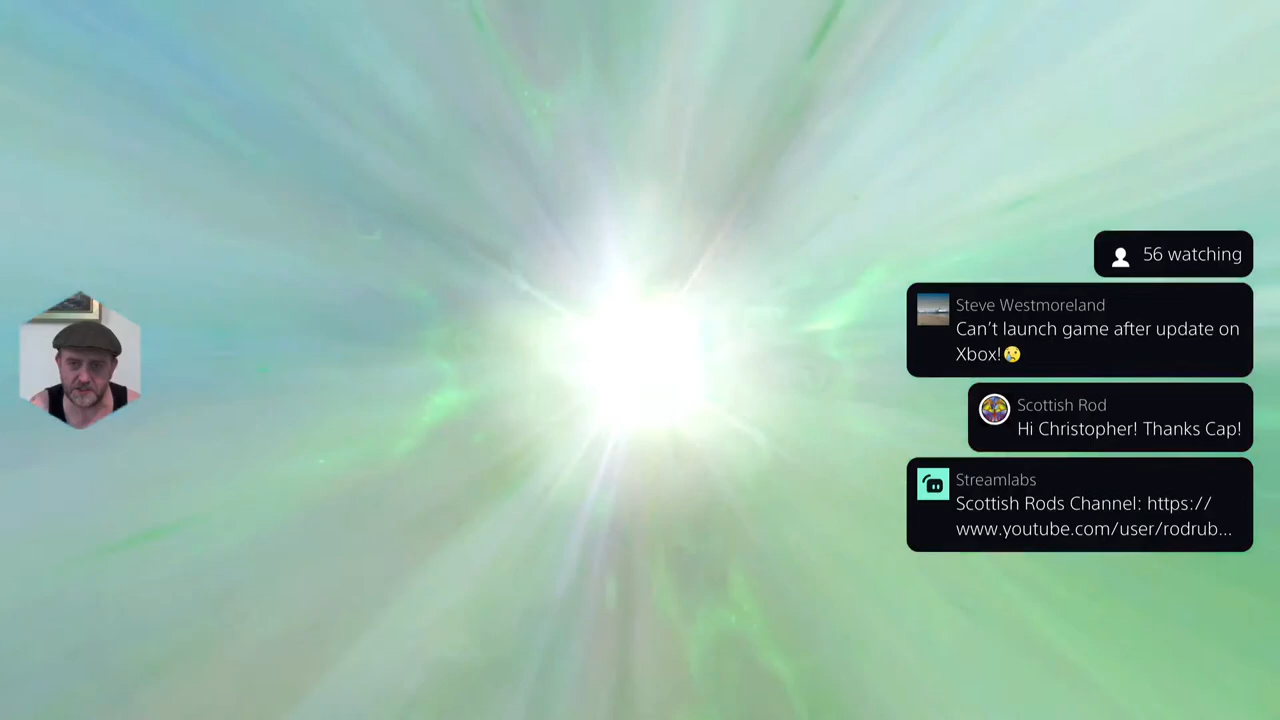 56 watching
Steve Westmoreland
Can't launch game after update on
Xbox!😢
Scottish Rod
Hi Christopher! Thanks Cap!
Streamlabs
Scottish Rods Channel: https://
www.youtube.com/user/rodrub...